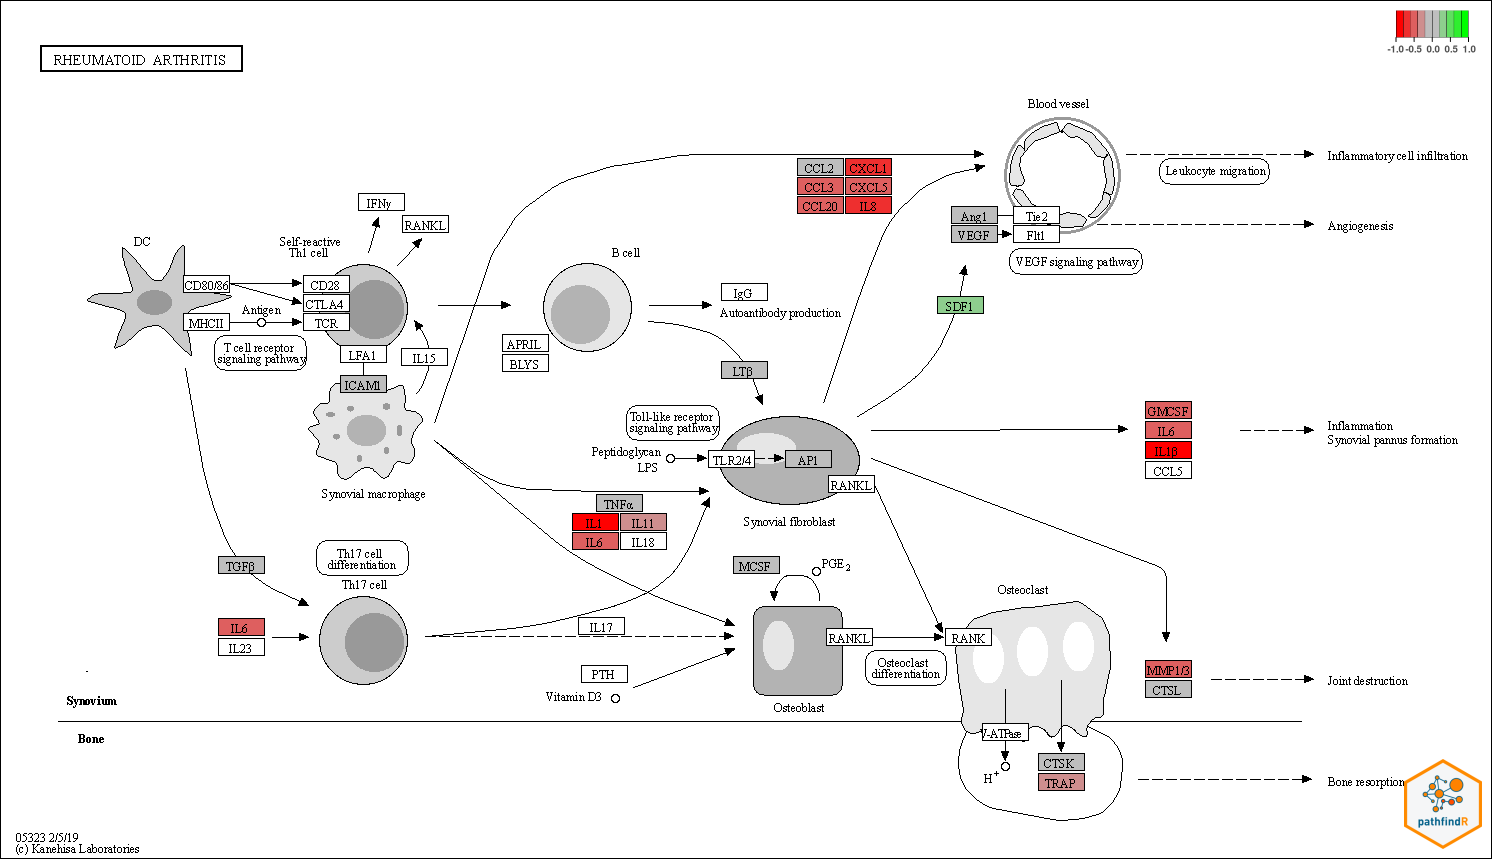 RHEUMATOID ARTHRITIS
-1.0 -0.5 0.0 0.5 1.0
Blood vessel
Inflammatory cell infiltration
Leukocyte migration
CCL2 CXCL1
CCL3 CXCL5
CCL20 IL8
IFNγ
RANKL
Ang1 Tie2
VEGF Flt1
Angiogenesis
VEGF signaling pathway
DC
Self-reactive
Th1 cell
B cell
CD80/86 CD28
CTLA4
Antigen
MHCII TCR
T cell receptor
signaling pathway
LFA1
IL15
ICAM1
IgG
Autoantibody production
SDF1
APRIL
BLYS
LTβ
Toll-like receptor
signaling pathway
Peptidoglycan
LPS
TLR2/4 AP1
RANKL
Synovial fibroblast
GMCSF
IL6
IL1β
CCL5
Inflammation
Synovial pannus formation
Synovial macrophage
TNFα
IL1 IL11
IL6 IL18
TGFβ
Th17 cell
differentiation
Th17 cell
MCSF
PGE2
Osteoclast
IL6
IL23
IL17
RANKL RANK
Osteoclast
differentiation
PTH
Vitamin D3
Osteoblast
MMP1/3
CTSL
Joint destruction
Synovium
Bone
V-ATPase
H+
CTSK
TRAP
Bone resorption
pathfindR
05323 2/5/19
(c) Kanehisa Laboratories